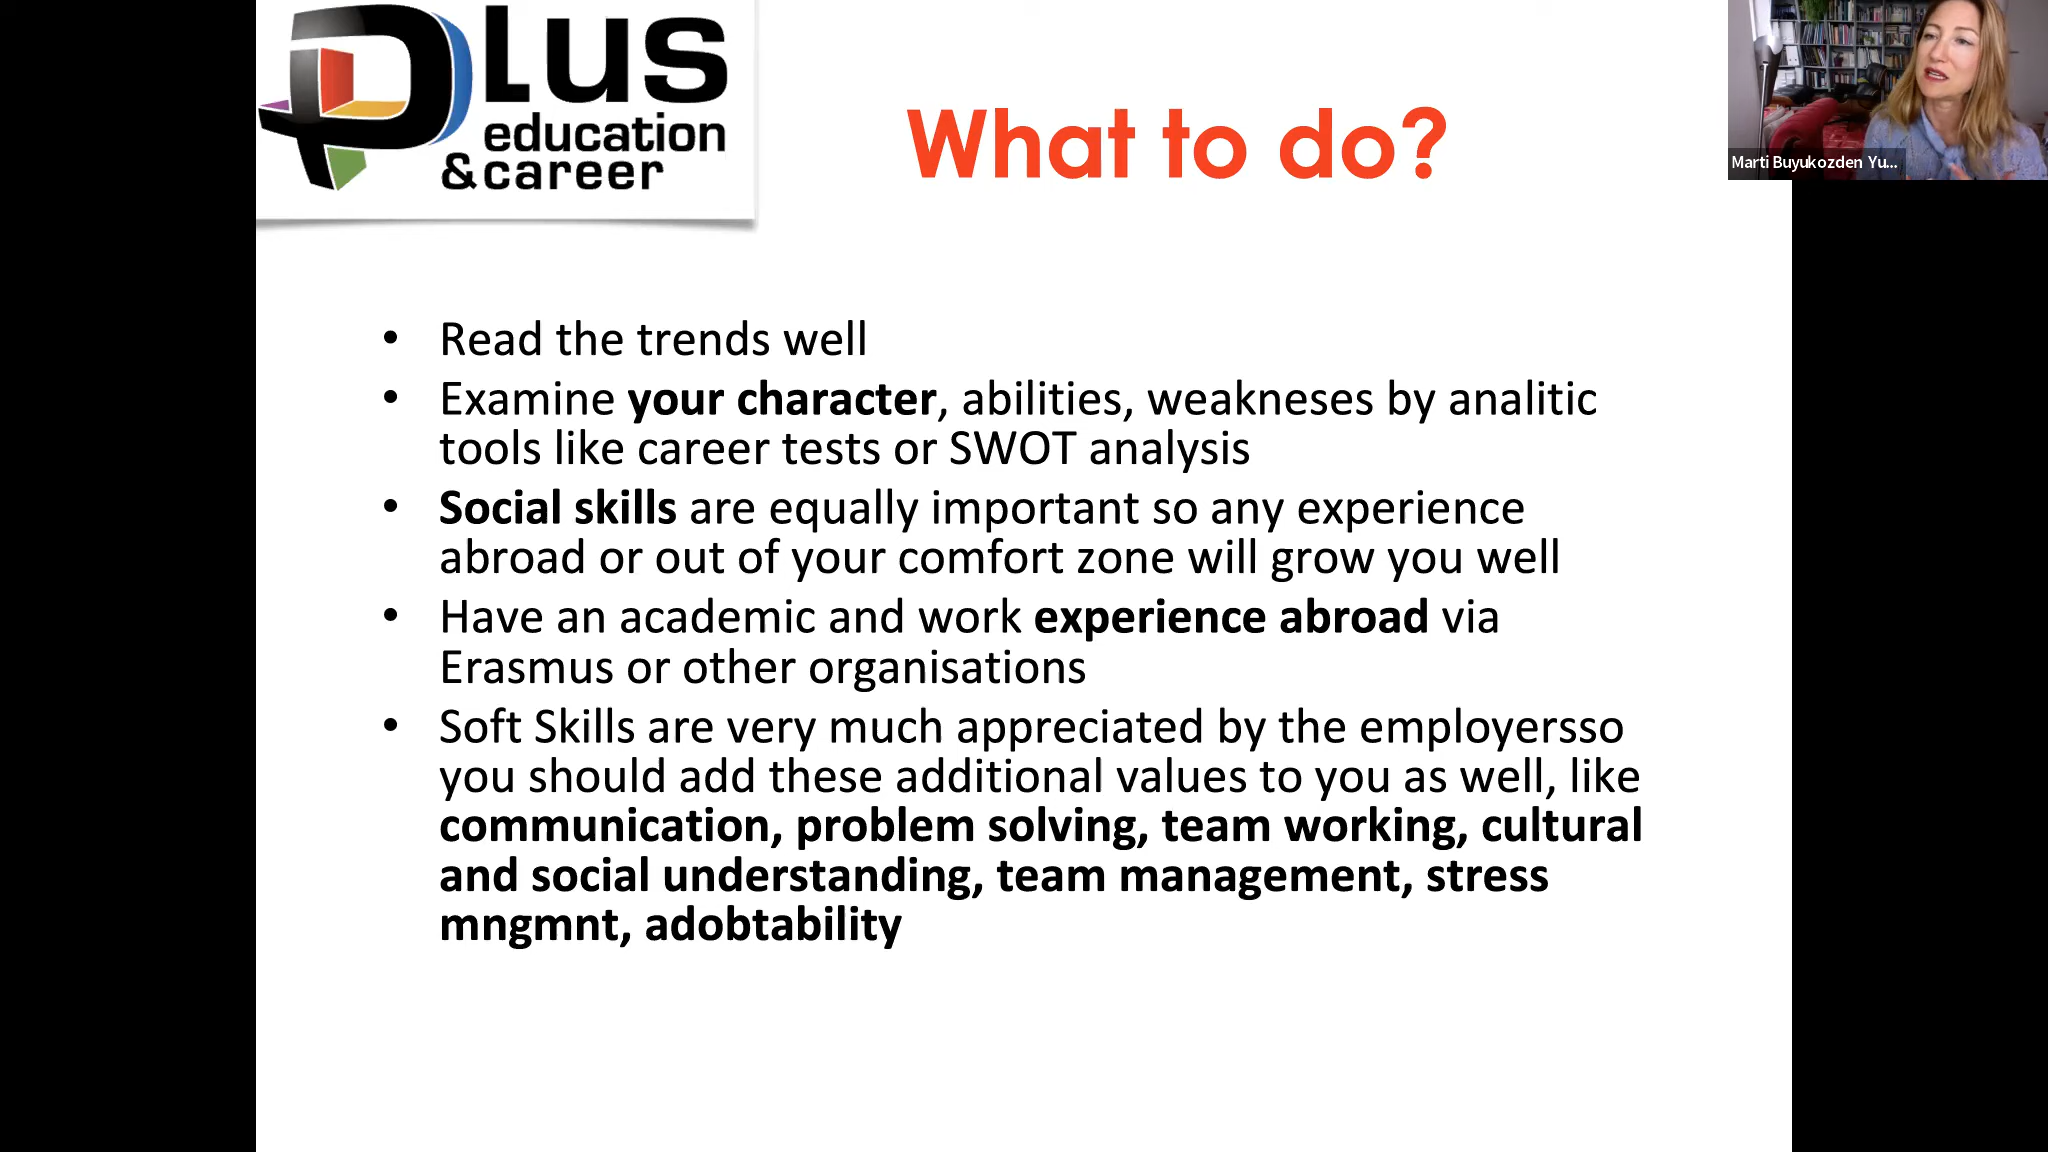 plus
education
&career
What to do?
Marti Buyukozden Yu...
• Read the trends well
• Examine your character, abilities, weakneses by analitic
tools like career tests or SWOT analysis
• Social skills are equally important so any experience
abroad or out of your comfort zone will grow you well
• Have an academic and work experience abroad via
Erasmus or other organisations
• Soft Skills are very much appreciated by the employersso
you should add these additional values to you as well, like
communication, problem solving, team working, cultural
and social understanding, team management, stress
mngmnt, adobtability